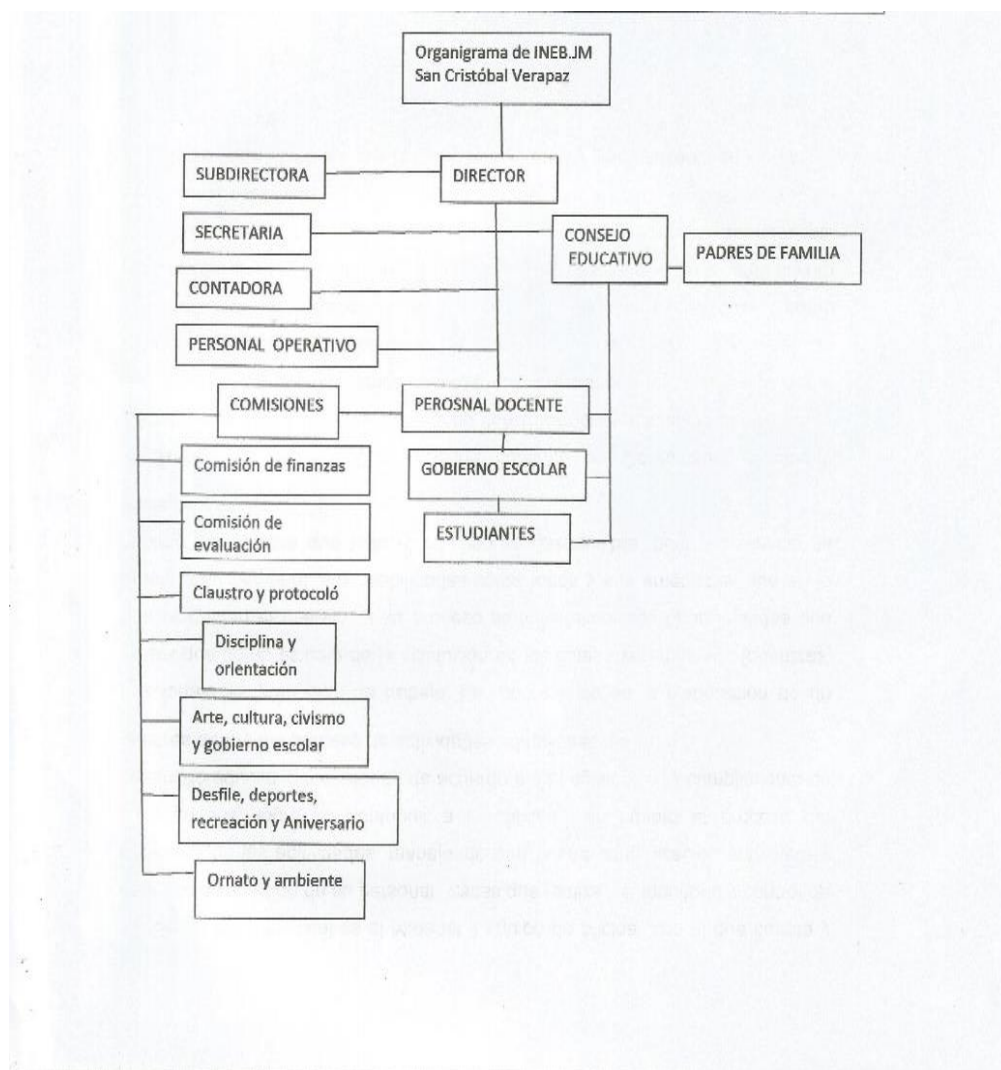 Organigrama de INEB.JM
San Cristóbal Verapaz
SUBDIRECTORA
DIRECTOR
SECRETARIA
CONSEJO
EDUCATIVO
PADRES DE FAMILIA
CONTADORA
PERSONAL OPERATIVO
COMISIONES
PEROSNAL DOCENTE
Comisión de finanzas
GOBIERNO ESCOLAR
Comisión de
evaluación
ESTUDIANTES
Claustro y protocoló
Disciplina y
orientación
Arte, cultura, civismo
y gobierno escolar
Desfile, deportes,
recreación y Aniversario
Ornato y ambiente